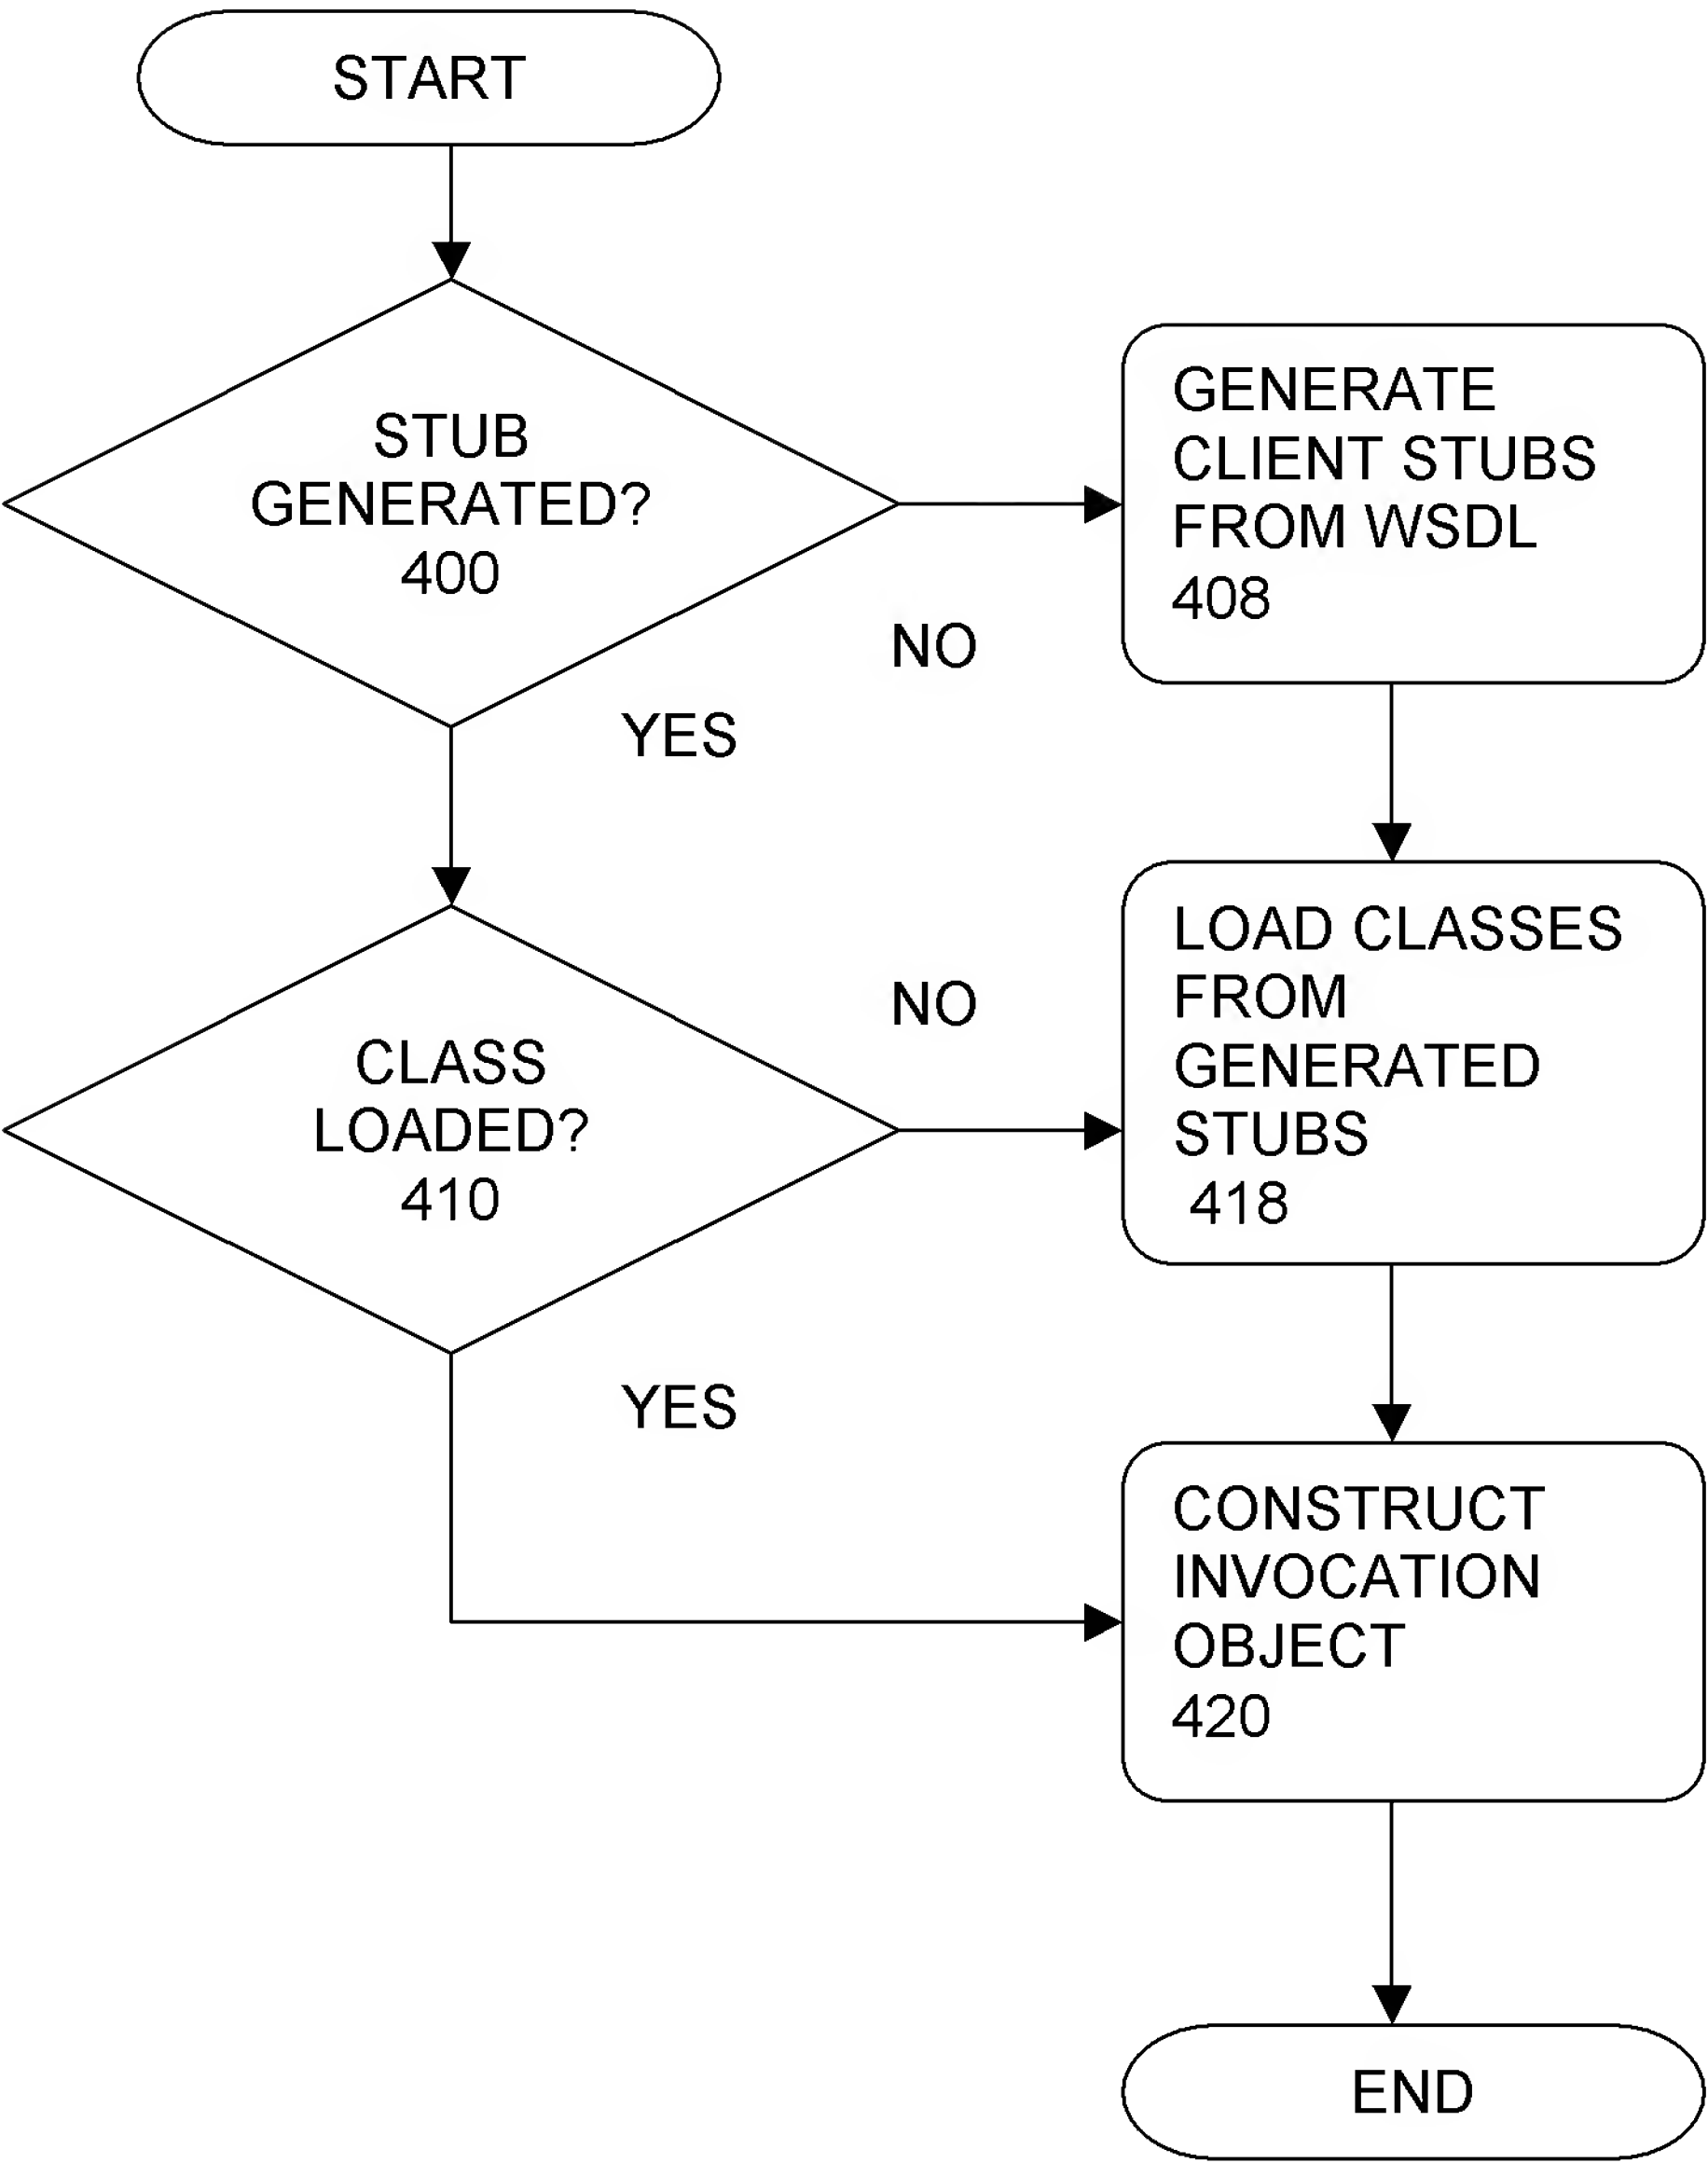 START
STUB
GENERATED?
400
NO
YES
GENERATE
CLIENT STUBS
FROM WSDL
408
CLASS
LOADED?
410
NO
YES
LOAD CLASSES
FROM
GENERATED
STUBS
418
CONSTRUCT
INVOCATION
OBJECT
420
END